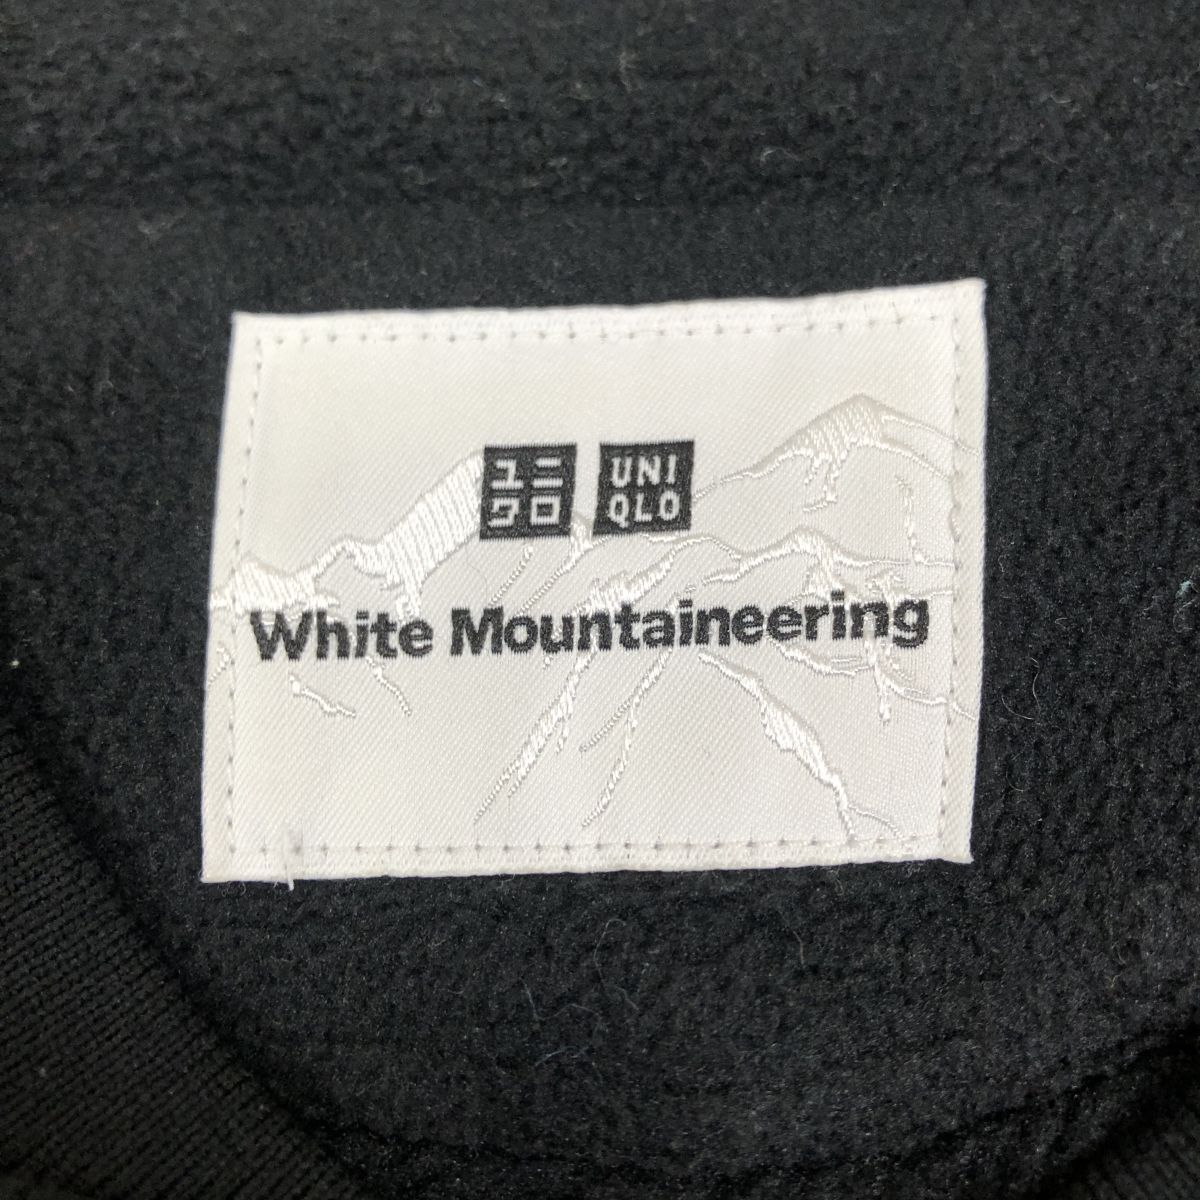 ユニ UNI
クロ QLO
White Mountaineering